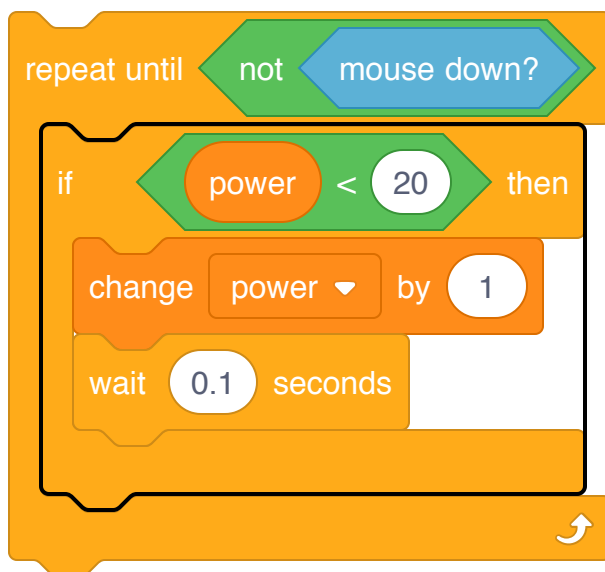 repeat until not mouse down?
if power < 20 then
change power by 1
wait 0.1 seconds